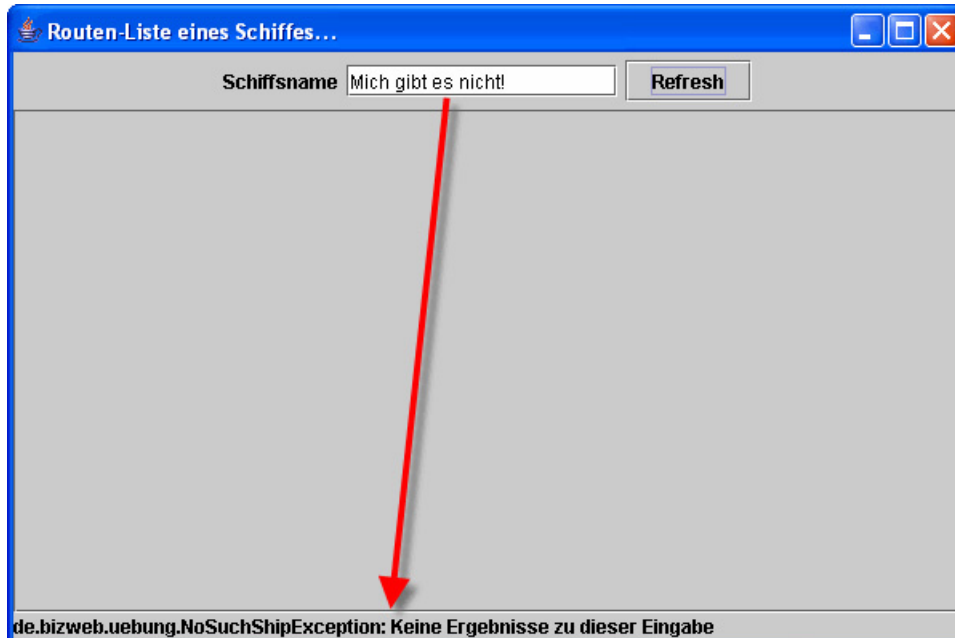 Routen-Liste eines Schiffes...
Schiffsname Mich gibt es nicht! Refresh
de.bizweb.uebung.NoSuchShipException: Keine Ergebnisse zu dieser Eingabe